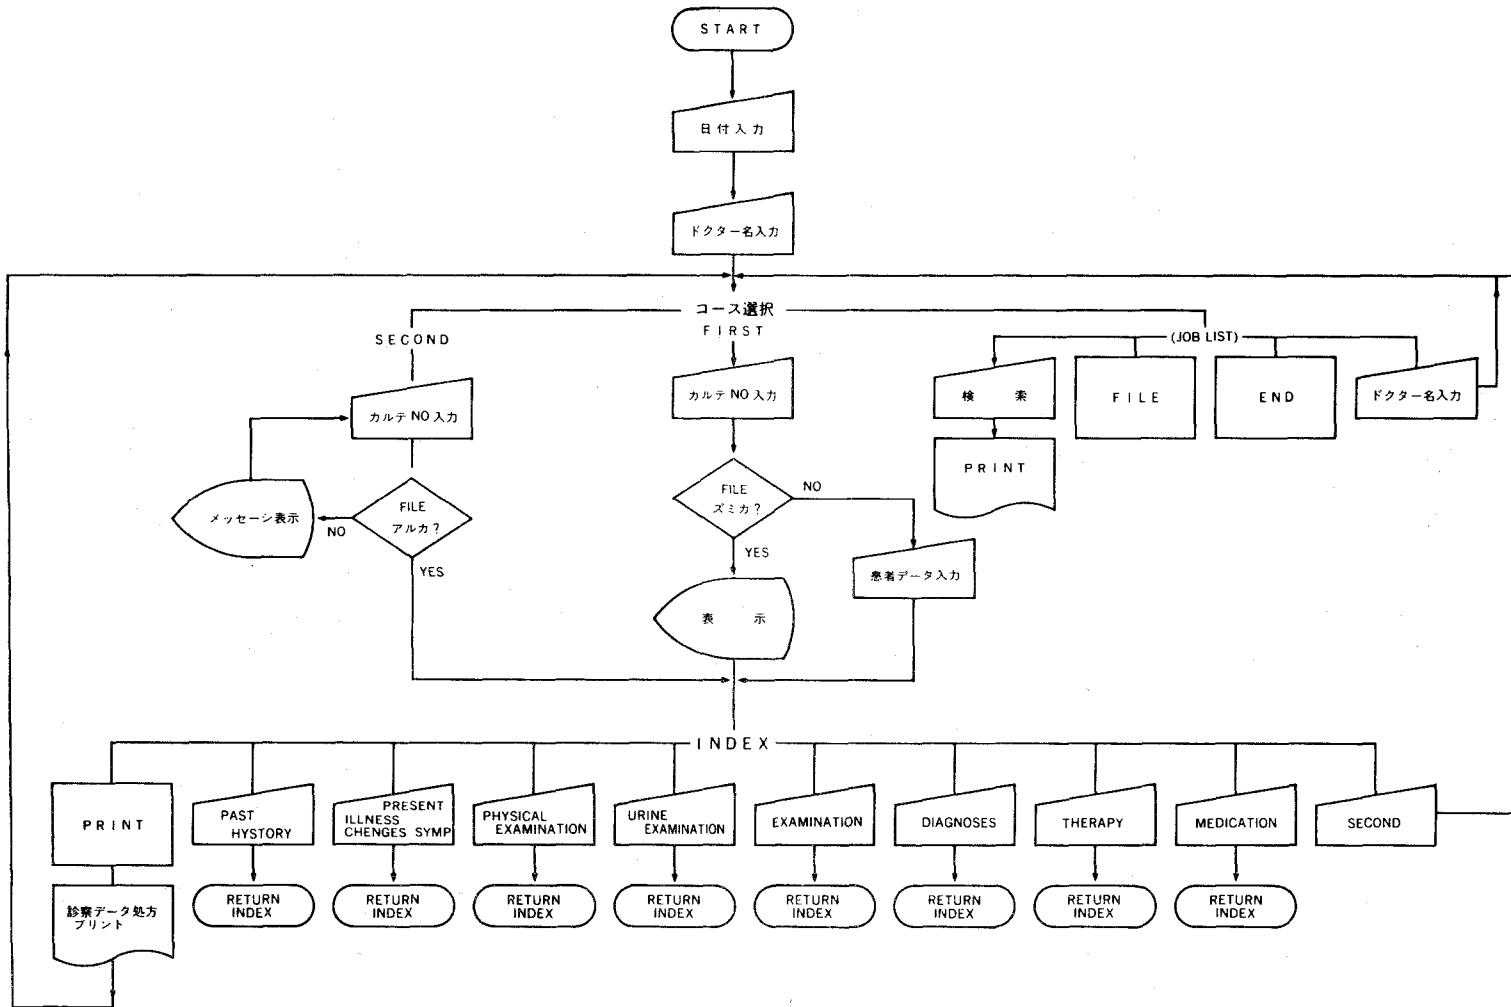 START
日付入力
ドクター名入力
コース選択
SECOND
FIRST
(JOB LIST)
カルテNO入力
カルテNO入力
検索
FILE
END
ドクター名入力
PRINT
FILE
アルカ?
NO
YES
メッセージ表示
FILE
ズミカ?
NO
YES
患者データ入力
表示
INDEX
PRINT
PAST
HYSTORY
PRESENT
ILLNESS
CHENGES SYMP
PHYSICAL
EXAMINATION
URINE
EXAMINATION
EXAMINATION
DIAGNOSES
THERAPY
MEDICATION
SECOND
診察データ処方
プリント
RETURN
INDEX
RETURN
INDEX
RETURN
INDEX
RETURN
INDEX
RETURN
INDEX
RETURN
INDEX
RETURN
INDEX
RETURN
INDEX